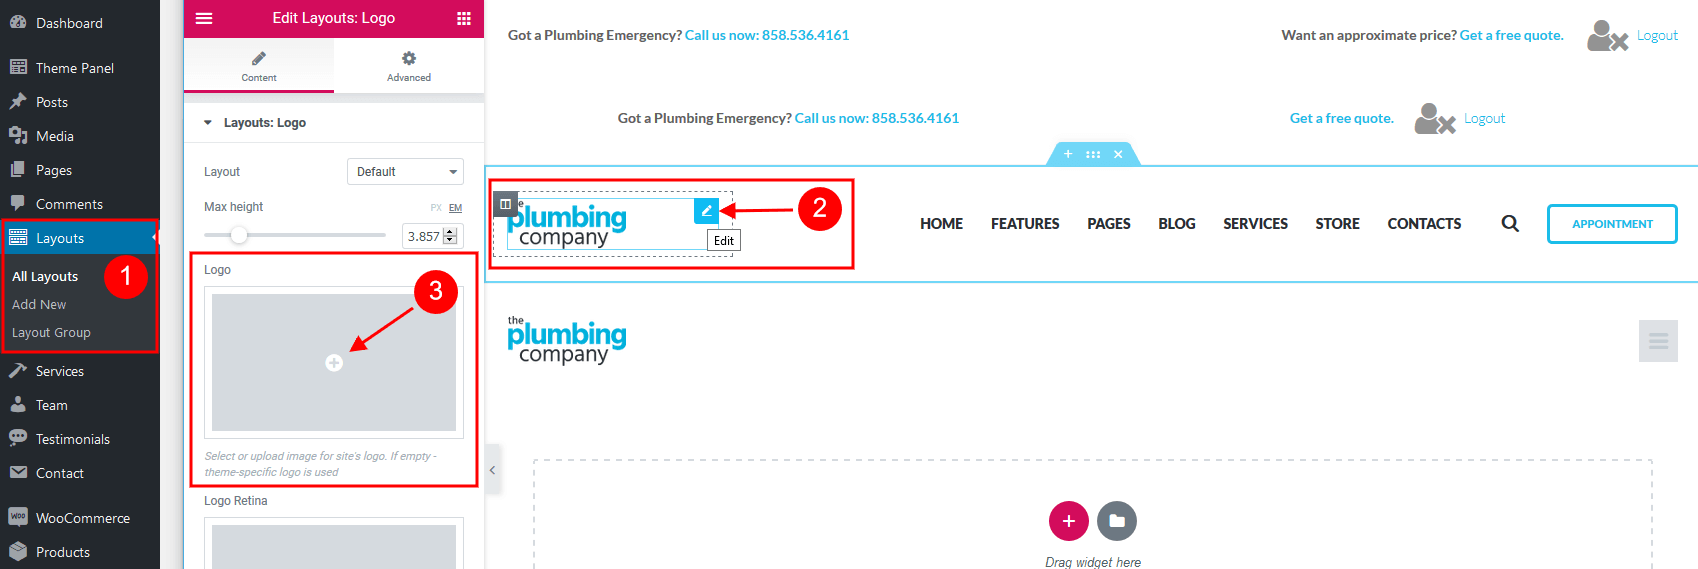 Dashboard
Theme Panel
Posts
Media
Pages
Comments
Layouts
All Layouts
Add New
Layout Group
1
Services
Team
Testimonials
Contact
WOO WooCommerce
Products
Edit Layouts: Logo
Content
Advanced
Layouts: Logo
Layout
Default
Max height
PX EM
3.857
Logo
3
Select or upload image for site's logo. If empty -
theme-specific logo is used
Logo Retina
Got a Plumbing Emergency? Call us now: 858.536.4161
Want an approximate price? Get a free quote.
Logout
Got a Plumbing Emergency? Call us now: 858.536.4161
Get a free quote.
Logout
the
plumbing
company
Edit
2
HOME FEATURES PAGES BLOG SERVICES STORE CONTACTS
APPOINTMENT
the
plumbing
company
Drag widget here